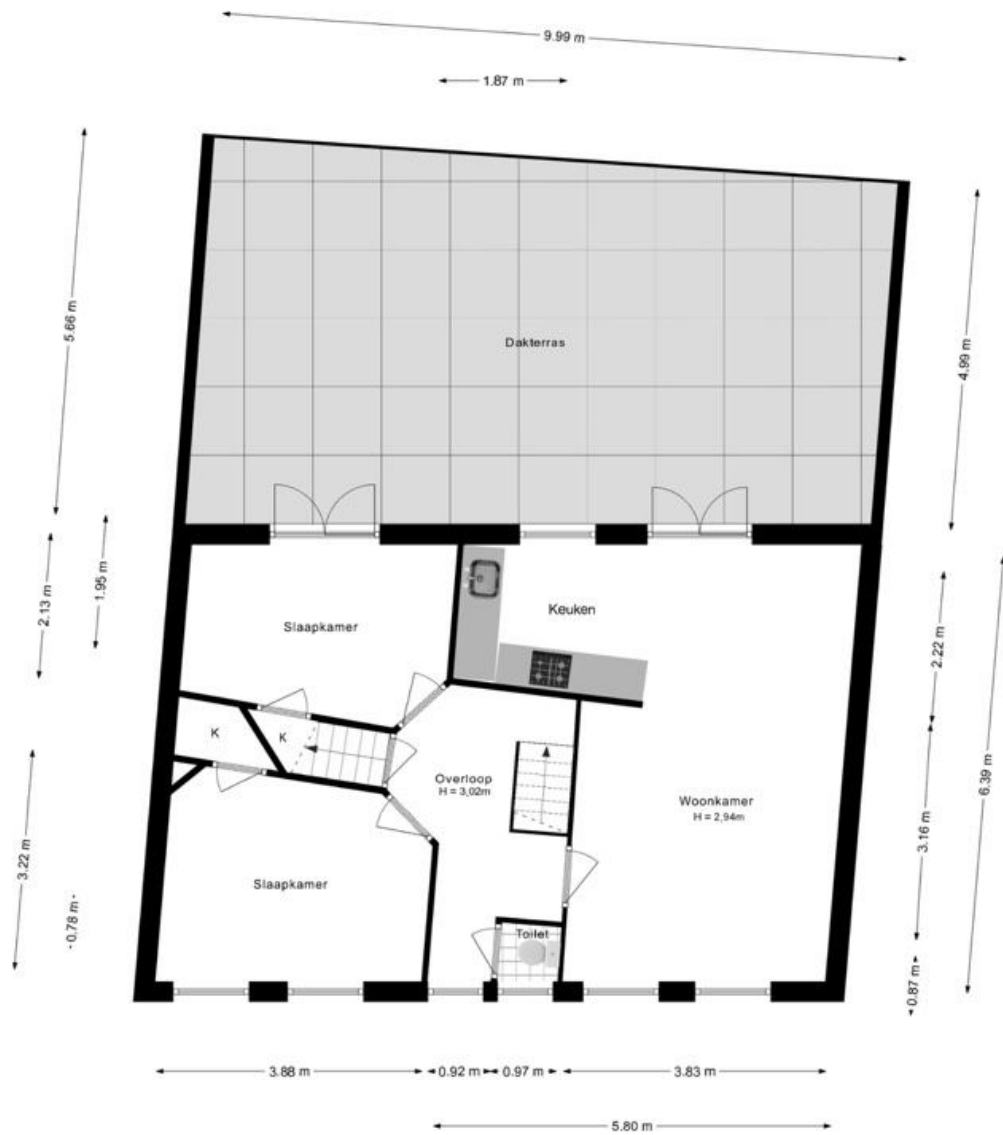 9.99 m
1.87 m
5.66 m
4.99 m
Dakterras
2.13 m
1.95 m
Slaapkamer
Keuken
2.22 m
6.39 m
K
K
Overloop
H = 3,02m
Woonkamer
H = 2,94m
3.16 m
3.22 m
Slaapkamer
0.78 m
Toilet
0.87 m
3.88 m
0.92 m
0.97 m
3.83 m
5.80 m